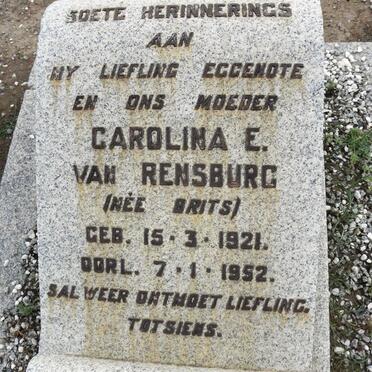 SOETE HERINNERINGS
AAN
MY LIEFLING EGGENOTE
EN ONS MOEDER
CAROLINA E.
VAN RENSBURG
(NÈE BRITS)
GEB. 15·3·1921.
OORL. 7·1·1952.
SAL WEER ONTMOET LIEFLING.
TOTSIENS.